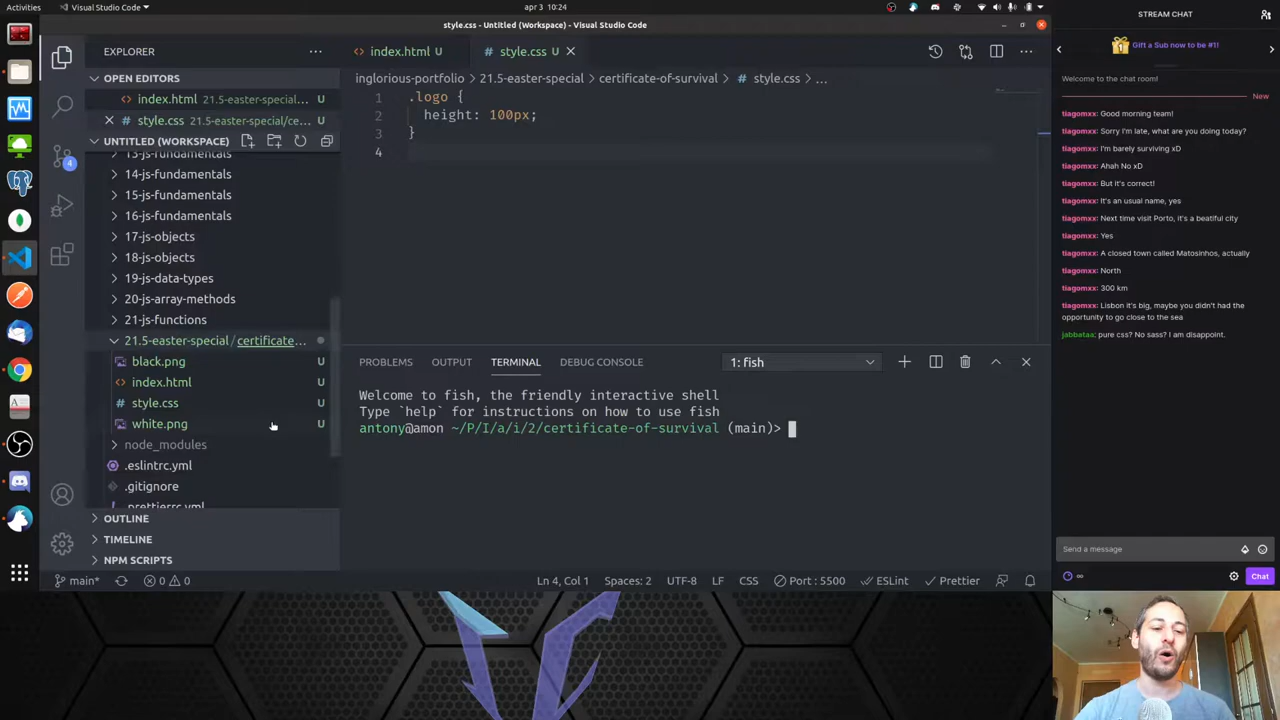 Activities
Visual Studio Code
apr 3 10:24
style.css - Untitled (Workspace) - Visual Studio Code
EXPLORER
OPEN EDITORS
index.html 21.5-easter-special... U
style.css 21.5-easter-special/ce... U
UNTITLED (WORKSPACE)
13-js-fundamentals
14-js-fundamentals
15-js-fundamentals
16-js-fundamentals
17-js-objects
18-js-objects
19-js-data-types
20-js-array-methods
21-js-functions
21.5-easter-special / certificate...
black.png U
index.html U
style.css U
white.png U
node_modules
.eslintrc.yml
.gitignore
.prettierrc.yml
OUTLINE
TIMELINE
NPM SCRIPTS
4
index.html U
style.css U
inglorious-portfolio > 21.5-easter-special > certificate-of-survival > style.css > ...
1 .logo {
2 height: 100px;
3 }
4
PROBLEMS OUTPUT TERMINAL DEBUG CONSOLE
1: fish
Welcome to fish, the friendly interactive shell
Type `help` for instructions on how to use fish
antony@amon ~/P/I/a/i/2/certificate-of-survival (main)>
main* 0 0 Ln 4, Col 1 Spaces: 2 UTF-8 LF CSS Port : 5500 ESLint Prettier
STREAM CHAT
Gift a Sub now to be #1!
Welcome to the chat room!
New
tiagomxx: Good morning team!
tiagomxx: Sorry I'm late, what are you doing today?
tiagomxx: I'm barely surviving xD
tiagomxx: Ahah No xD
tiagomxx: But it's correct!
tiagomxx: It's an usual name, yes
tiagomxx: Next time visit Porto, it's a beatiful city
tiagomxx: Yes
tiagomxx: A closed town called Matosinhos, actually
tiagomxx: North
tiagomxx: 300 km
tiagomxx: Lisbon it's big, maybe you didn't had the
opportunity to go close to the sea
jabbataa: pure css? No sass? I am disappoint.
Send a message
∞
Chat